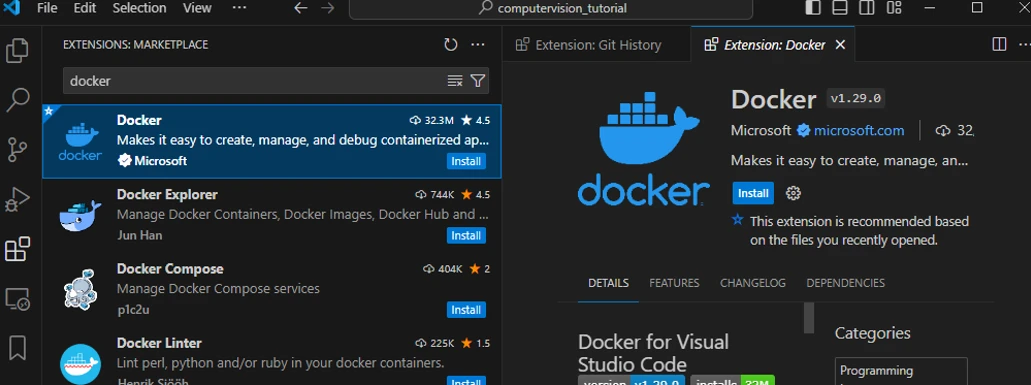 File Edit Selection View ··· computervision_tutorial
EXTENSIONS: MARKETPLACE
docker
Docker 32.3M 4.5
Makes it easy to create, manage, and debug containerized ap...
Microsoft Install
docker
Docker Explorer 744K 4.5
Manage Docker Containers, Docker Images, Docker Hub and ...
Jun Han Install
Docker Compose 404K 2
Manage Docker Compose services
p1c2u Install
Docker Linter 225K 1.5
Lint perl, python and/or ruby in your docker containers.
Henrik Sjööh Install
Extension: Git History Extension: Docker
docker
Docker v1.29.0
Microsoft microsoft.com 32,
Makes it easy to create, manage, an...
Install
This extension is recommended based
on the files you recently opened.
DETAILS FEATURES CHANGELOG DEPENDENCIES
Docker for Visual
Studio Code
version v1.29.0 installs 32M
Categories
Programming